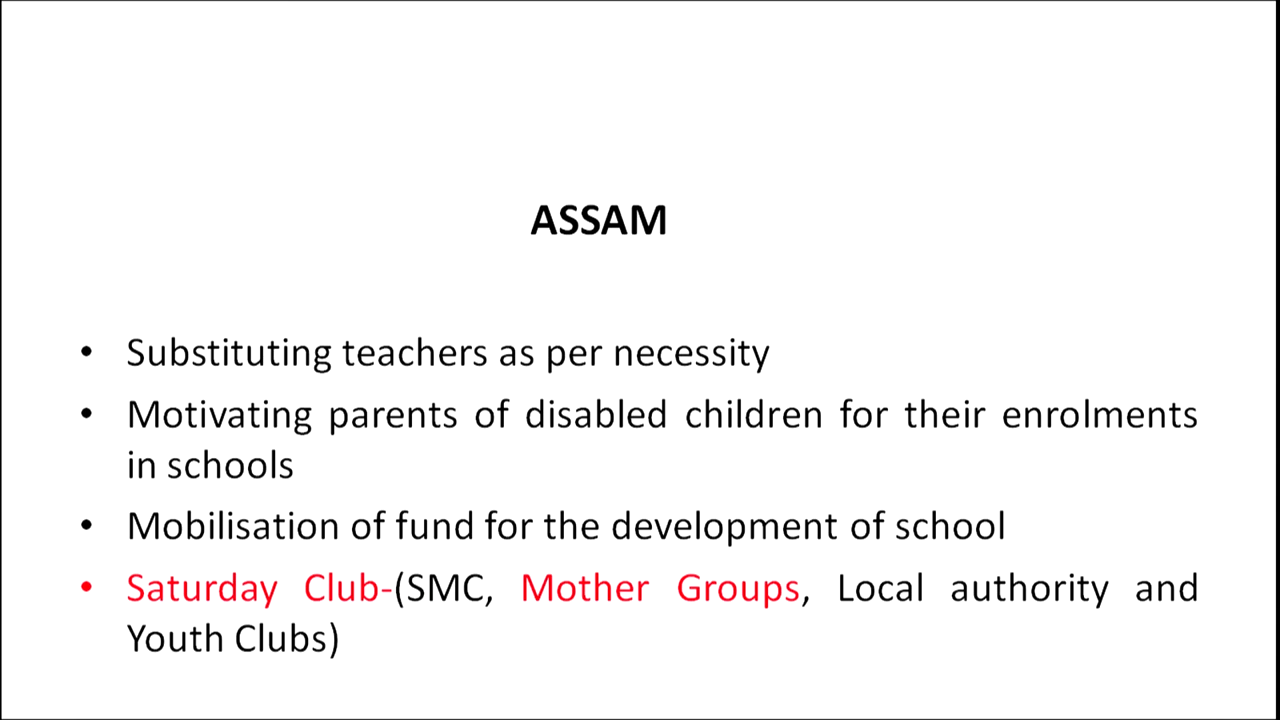 ASSAM
• Substituting teachers as per necessity
• Motivating parents of disabled children for their enrolments
in schools
• Mobilisation of fund for the development of school
• Saturday Club-(SMC, Mother Groups, Local authority and
Youth Clubs)